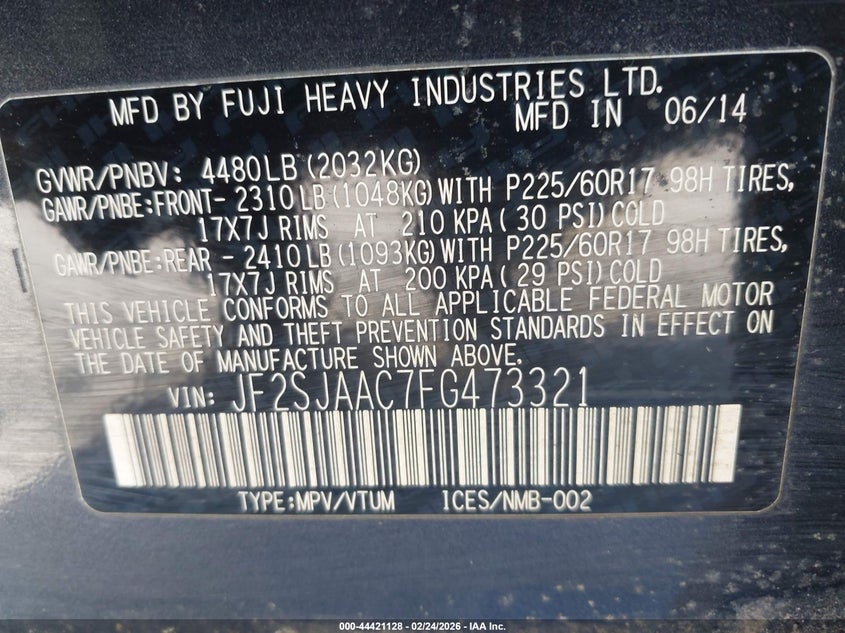 MFD BY FUJI HEAVY INDUSTRIES LTD.
MFD IN 06/14
GVWR/PNBV: 4480LB (2032KG)
GAWR/PNBE:FRONT- 2310LB(1048KG)WITH P225/60R17 98H TIRES,
17X7J RIMS AT 210 KPA( 30 PSI)COLD
GAWR/PNBE:REAR - 2410LB(1093KG)WITH P225/60R17 98H TIRES,
17X7J RIMS AT 200 KPA( 29 PSI)COLD
THIS VEHICLE CONFORMS TO ALL APPLICABLE FEDERAL MOTOR
VEHICLE SAFETY AND THEFT PREVENTION STANDARDS IN EFFECT ON
THE DATE OF MANUFACTURE SHOWN ABOVE.
VIN: JF2SJAAC7FG473321
TYPE:MPV/VTUM ICES/NMB-002
000-44421128 - 02/24/2026 - IAA Inc.